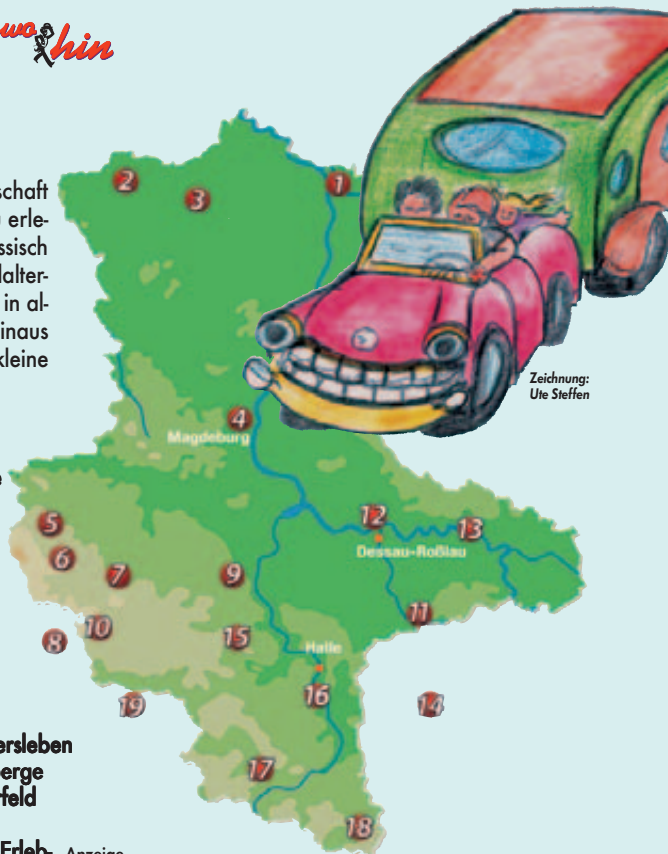 wohin
schaft
erle-
ssisch
lalter-
in al-
inaus
kleine
Zeichnung:
Ute Steffen
1
2
3
4
Magdeburg
5
6
7
8
9
10
11
12
Dessau-Roßlau
13
14
15
Halle
16
17
18
19
ersleben
erge
feld
Erleb-
Anzeige